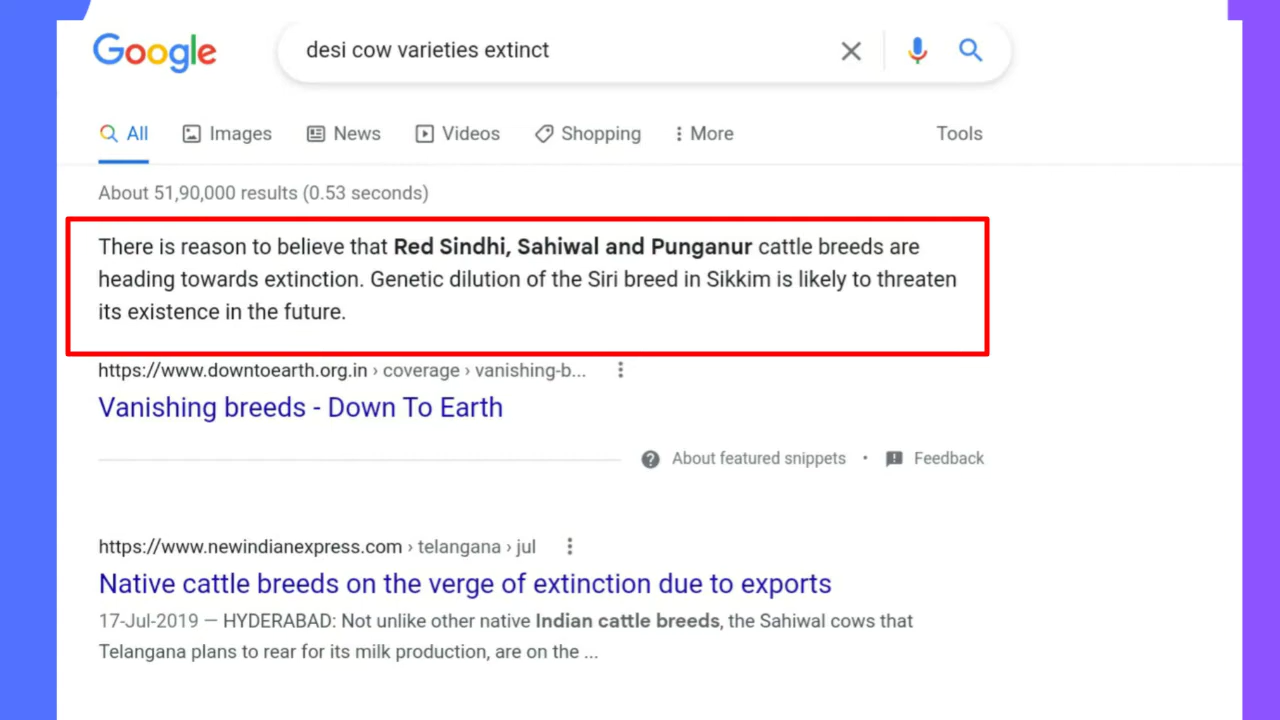 Google
desi cow varieties extinct
All Images News Videos Shopping More Tools
About 51,90,000 results (0.53 seconds)
There is reason to believe that Red Sindhi, Sahiwal and Punganur cattle breeds are
heading towards extinction. Genetic dilution of the Siri breed in Sikkim is likely to threaten
its existence in the future.
https://www.downtoearth.org.in › coverage › vanishing-b...
Vanishing breeds - Down To Earth
About featured snippets • Feedback
https://www.newindianexpress.com › telangana › jul
Native cattle breeds on the verge of extinction due to exports
17-Jul-2019 — HYDERABAD: Not unlike other native Indian cattle breeds, the Sahiwal cows that
Telangana plans to rear for its milk production, are on the ...